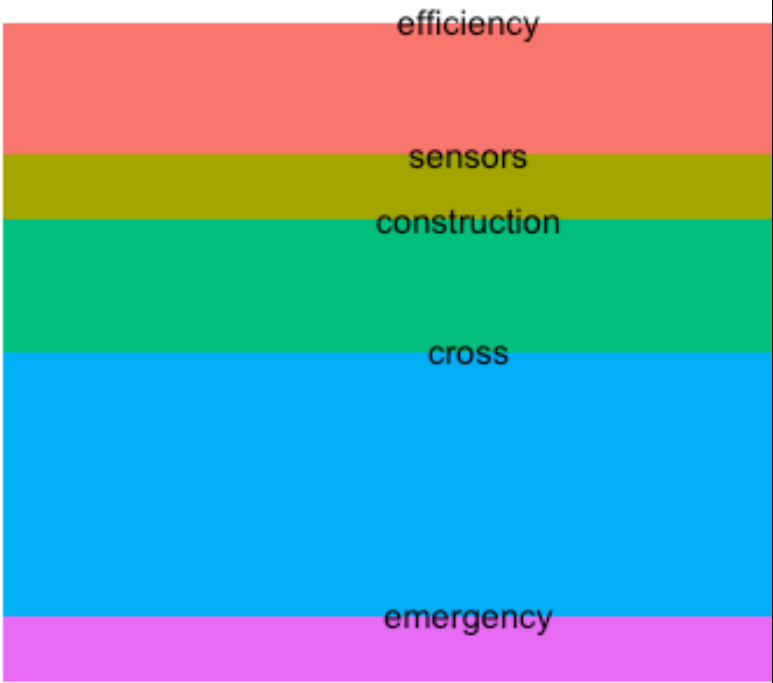 efficiency
sensors
construction
cross
emergency